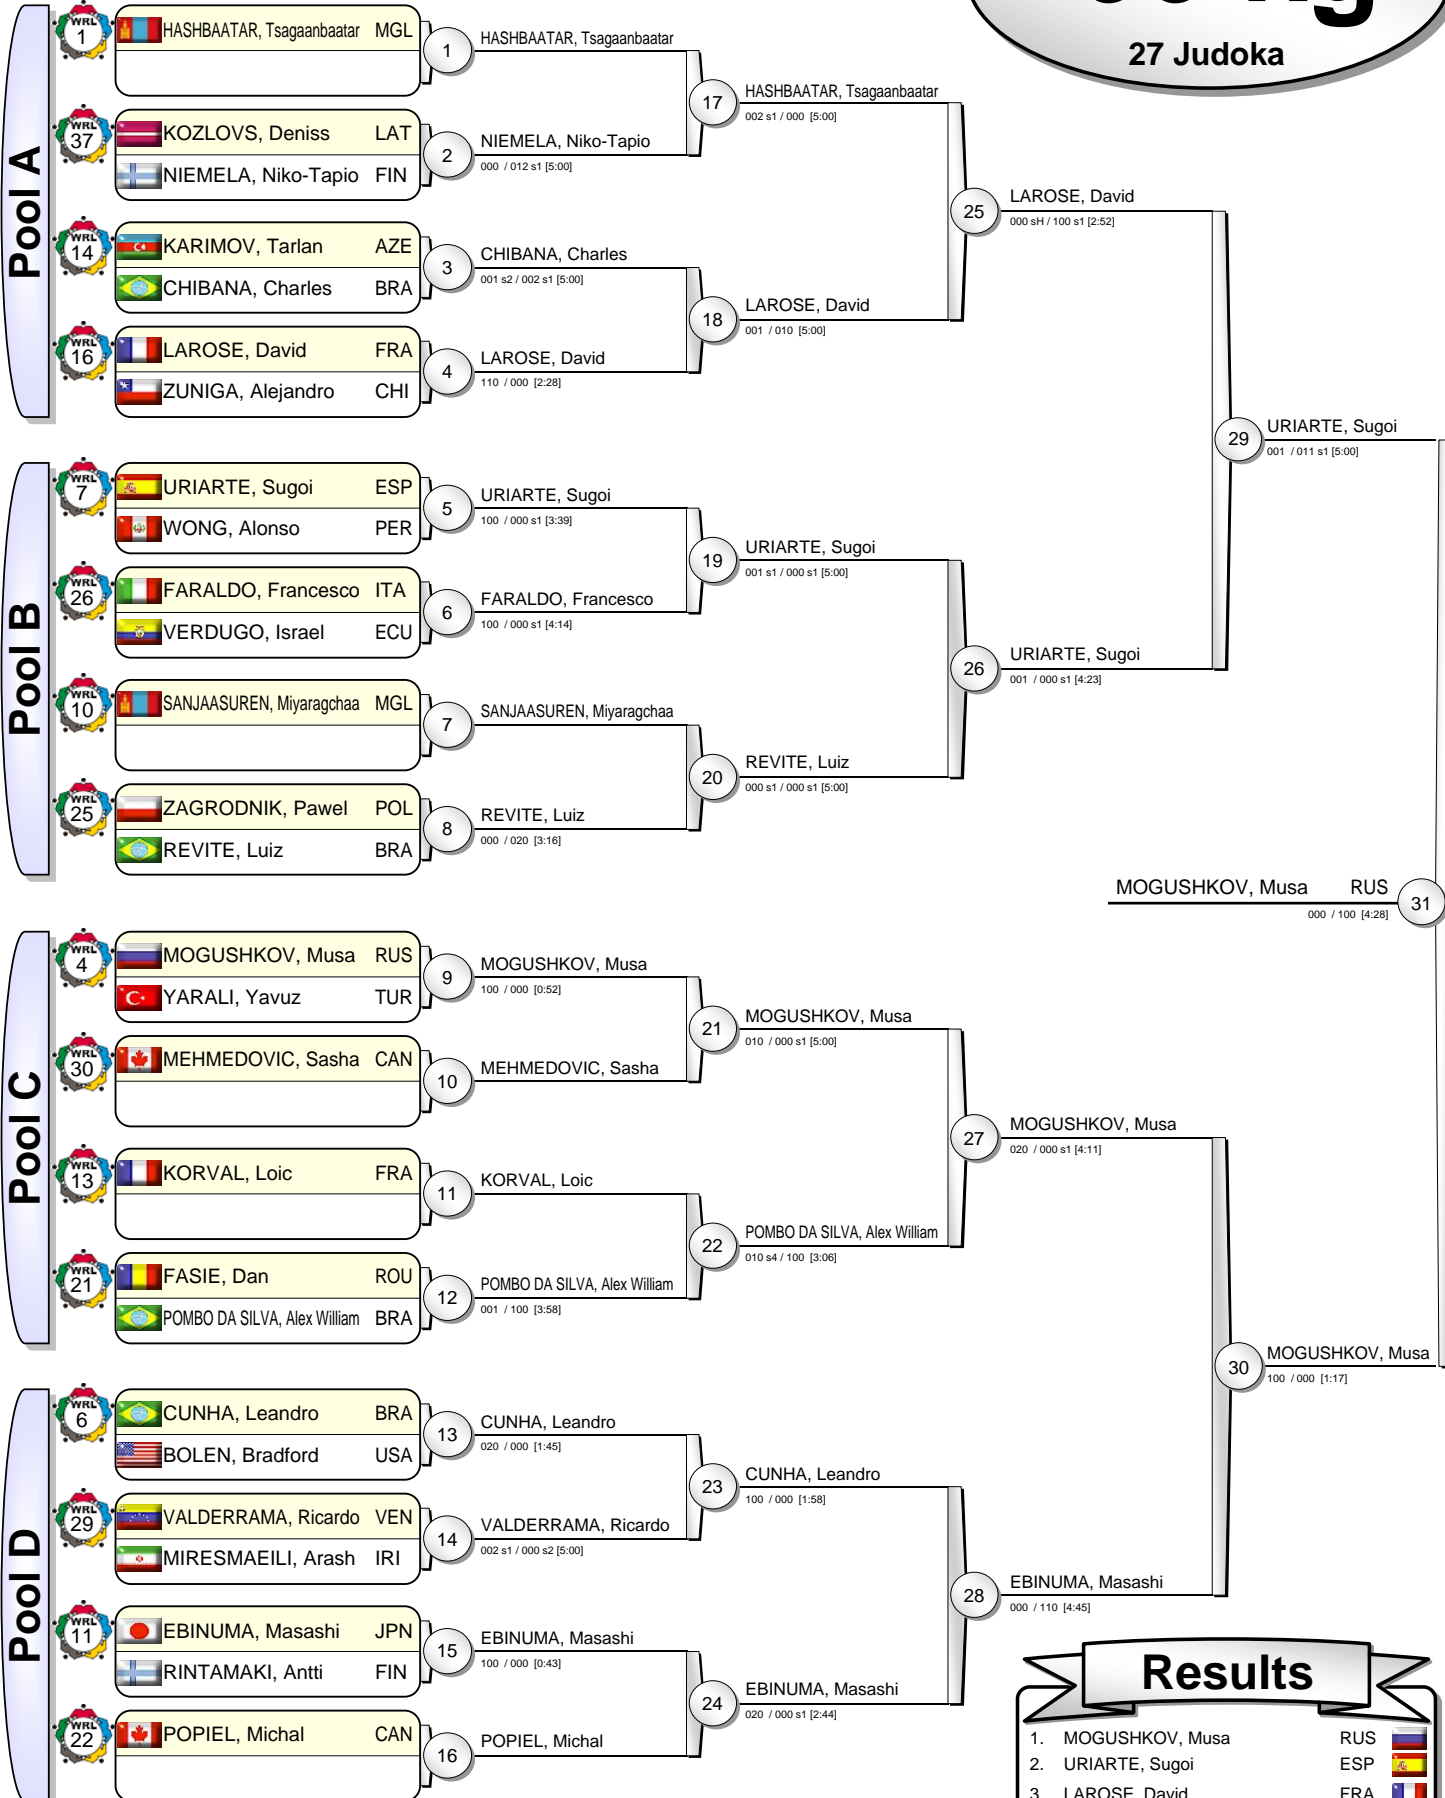 27 Judoka
Pool A
WRL 1 HASHBAATAR, Tsagaanbaatar MGL
1 HASHBAATAR, Tsagaanbaatar
WRL 37 KOZLOVS, Deniss LAT
NIEMELA, Niko-Tapio FIN
2 NIEMELA, Niko-Tapio
000 / 012 s1 [5:00]
17 HASHBAATAR, Tsagaanbaatar
002 s1 / 000 [5:00]
WRL 14 KARIMOV, Tarlan AZE
CHIBANA, Charles BRA
3 CHIBANA, Charles
001 s2 / 002 s1 [5:00]
WRL 16 LAROSE, David FRA
ZUNIGA, Alejandro CHI
4 LAROSE, David
110 / 000 [2:28]
18 LAROSE, David
001 / 010 [5:00]
25 LAROSE, David
000 sH / 100 s1 [2:52]
Pool B
WRL 7 URIARTE, Sugoi ESP
WONG, Alonso PER
5 URIARTE, Sugoi
100 / 000 s1 [3:39]
WRL 26 FARALDO, Francesco ITA
VERDUGO, Israel ECU
6 FARALDO, Francesco
100 / 000 s1 [4:14]
19 URIARTE, Sugoi
001 s1 / 000 s1 [5:00]
WRL 10 SANJAASUREN, Miyaragchaa MGL
7 SANJAASUREN, Miyaragchaa
WRL 25 ZAGRODNIK, Pawel POL
REVITE, Luiz BRA
8 REVITE, Luiz
000 / 020 [3:16]
20 REVITE, Luiz
000 s1 / 000 s1 [5:00]
26 URIARTE, Sugoi
001 / 000 s1 [4:23]
29 URIARTE, Sugoi
001 / 011 s1 [5:00]
MOGUSHKOV, Musa RUS 31
000 / 100 [4:28]
Pool C
WRL 4 MOGUSHKOV, Musa RUS
YARALI, Yavuz TUR
9 MOGUSHKOV, Musa
100 / 000 [0:52]
WRL 30 MEHMEDOVIC, Sasha CAN
10 MEHMEDOVIC, Sasha
21 MOGUSHKOV, Musa
010 / 000 s1 [5:00]
WRL 13 KORVAL, Loic FRA
11 KORVAL, Loic
WRL 21 FASIE, Dan ROU
POMBO DA SILVA, Alex William BRA
12 POMBO DA SILVA, Alex William
001 / 100 [3:58]
22 POMBO DA SILVA, Alex William
010 s4 / 100 [3:06]
27 MOGUSHKOV, Musa
020 / 000 s1 [4:11]
Pool D
WRL 6 CUNHA, Leandro BRA
BOLEN, Bradford USA
13 CUNHA, Leandro
020 / 000 [1:45]
WRL 29 VALDERRAMA, Ricardo VEN
MIRESMAEILI, Arash IRI
14 VALDERRAMA, Ricardo
002 s1 / 000 s2 [5:00]
23 CUNHA, Leandro
100 / 000 [1:58]
WRL 11 EBINUMA, Masashi JPN
RINTAMAKI, Antti FIN
15 EBINUMA, Masashi
100 / 000 [0:43]
WRL 22 POPIEL, Michal CAN
16 POPIEL, Michal
24 EBINUMA, Masashi
020 / 000 s1 [2:44]
28 EBINUMA, Masashi
000 / 110 [4:45]
30 MOGUSHKOV, Musa
100 / 000 [1:17]
Results
1. MOGUSHKOV, Musa RUS
2. URIARTE, Sugoi ESP
3. LAROSE, David FRA